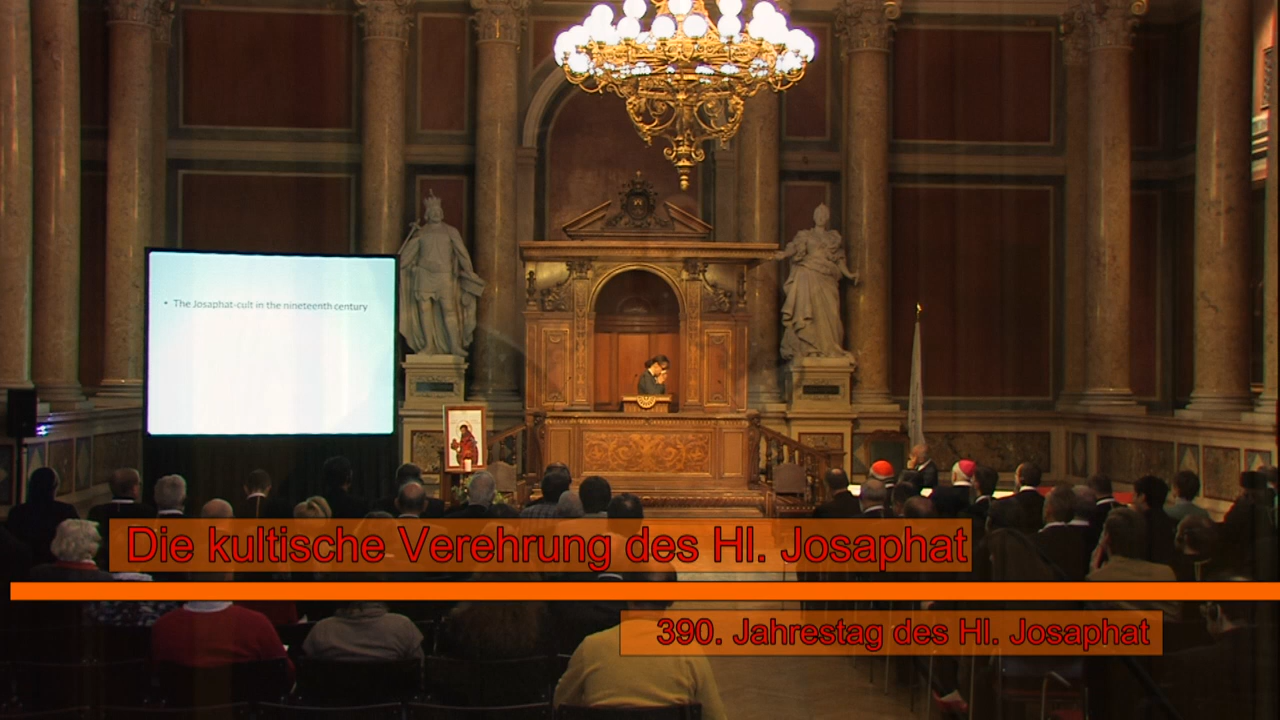 • The Josaphat-cult in the nineteenth century
Die kultische Verehrung des Hl. Josaphat
390. Jahrestag des Hl. Josaphat